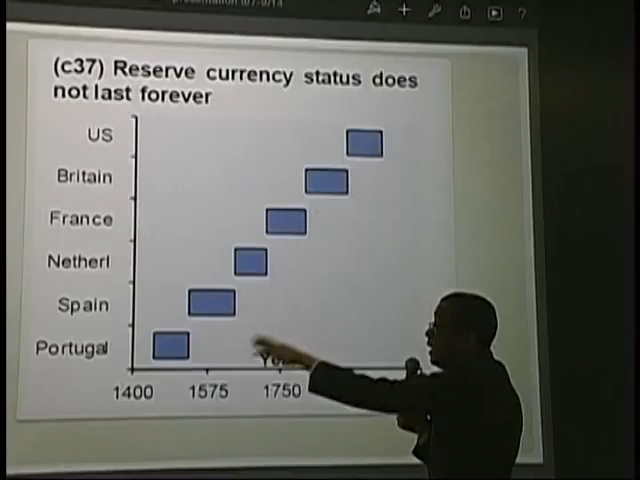 (c37) Reserve currency status does
not last forever
US
Britain
France
Netherl
Spain
Portugal
1400 1575 1750